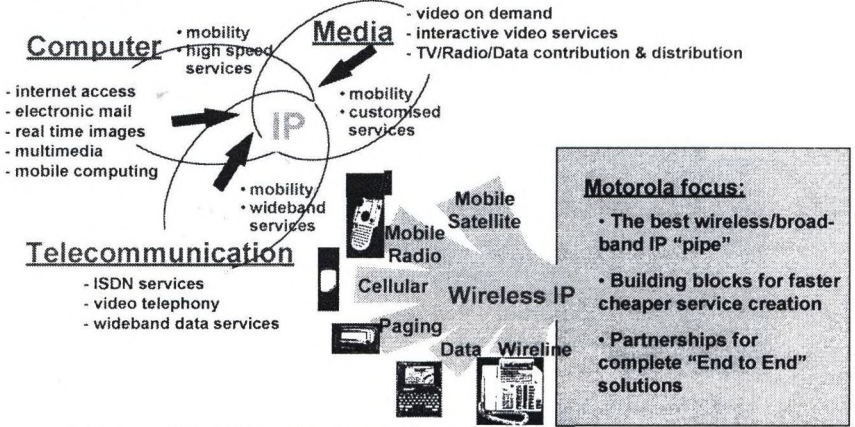 Computer
- internet access
- electronic mail
- real time images
- multimedia
- mobile computing
• mobility
• high speed
services
Media
- video on demand
- interactive video services
- TV/Radio/Data contribution & distribution
• mobility
• customised
services
IP
• mobility
• wideband
services
Telecommunication
- ISDN services
- video telephony
- wideband data services
Mobile
Satellite
Mobile
Radio
Cellular
Paging
Data
Wireline
Wireless IP
Motorola focus:
• The best wireless/broad-
band IP “pipe”
• Building blocks for faster
cheaper service creation
• Partnerships for
complete “End to End”
solutions